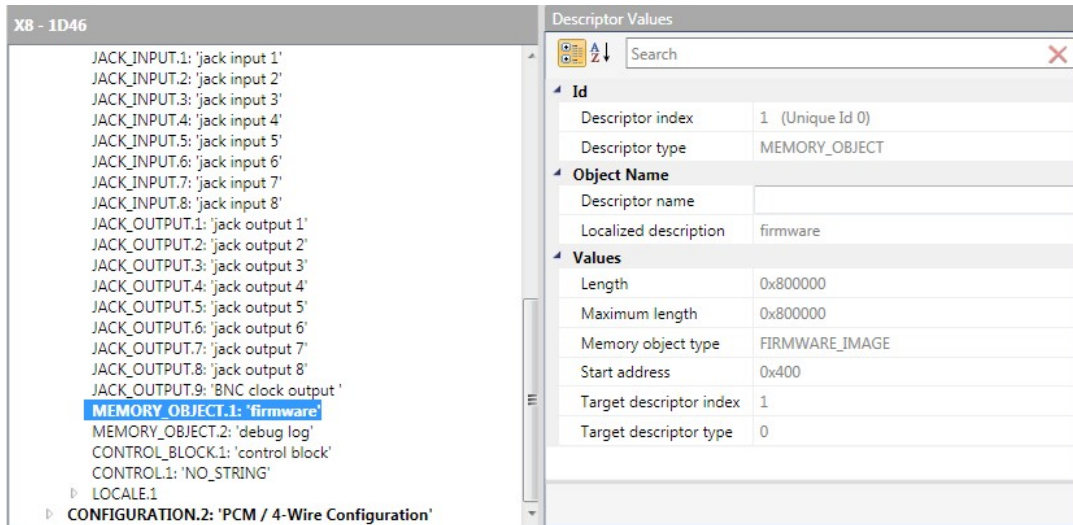 X8 - 1D46
JACK_INPUT.1: 'jack input 1'
JACK_INPUT.2: 'jack input 2'
JACK_INPUT.3: 'jack input 3'
JACK_INPUT.4: 'jack input 4'
JACK_INPUT.5: 'jack input 5'
JACK_INPUT.6: 'jack input 6'
JACK_INPUT.7: 'jack input 7'
JACK_INPUT.8: 'jack input 8'
JACK_OUTPUT.1: 'jack output 1'
JACK_OUTPUT.2: 'jack output 2'
JACK_OUTPUT.3: 'jack output 3'
JACK_OUTPUT.4: 'jack output 4'
JACK_OUTPUT.5: 'jack output 5'
JACK_OUTPUT.6: 'jack output 6'
JACK_OUTPUT.7: 'jack output 7'
JACK_OUTPUT.8: 'jack output 8'
JACK_OUTPUT.9: 'BNC clock output '
MEMORY_OBJECT.1: 'firmware'
MEMORY_OBJECT.2: 'debug log'
CONTROL_BLOCK.1: 'control block'
CONTROL.1: 'NO_STRING'
LOCALE.1
CONFIGURATION.2: 'PCM / 4-Wire Configuration'
Descriptor Values
A Z Search
Id
Descriptor index 1 (Unique Id 0)
Descriptor type MEMORY_OBJECT
Object Name
Descriptor name
Localized description firmware
Values
Length 0x800000
Maximum length 0x800000
Memory object type FIRMWARE_IMAGE
Start address 0x400
Target descriptor index 1
Target descriptor type 0